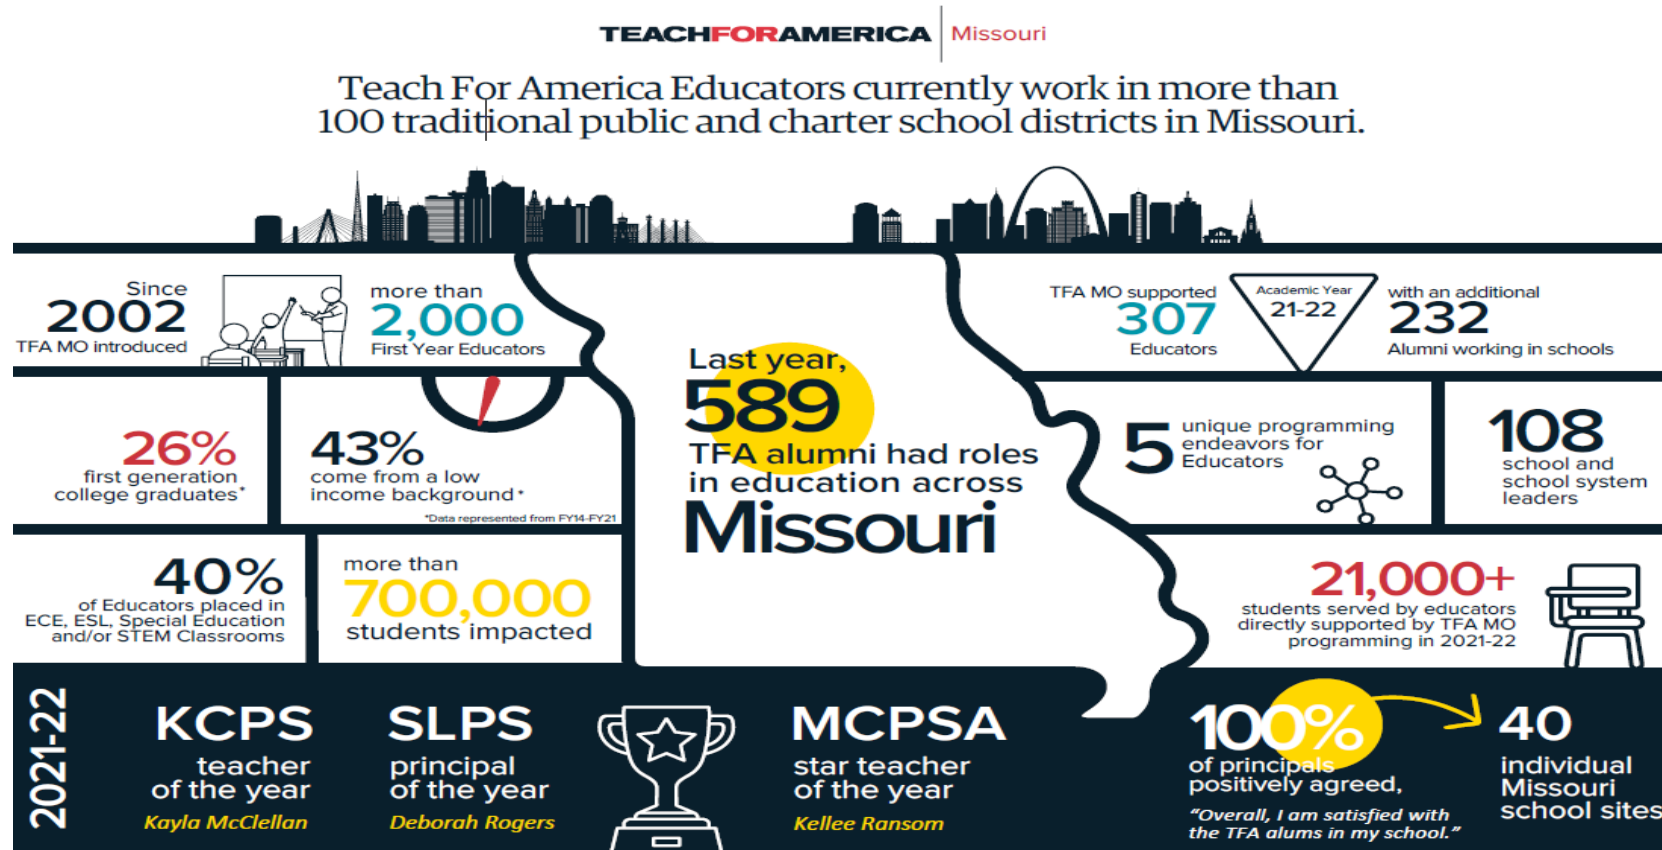 TEACHFORAMERICA Missouri
Teach For America Educators currently work in more than
100 traditional public and charter school districts in Missouri.
Since
2002
TFA MO introduced
more than
2,000
First Year Educators
26%
first generation
college graduates*
43%
come from a low
income background*
*Data represented from FY14-FY21
40%
of Educators placed in
ECE, ESL, Special Education
and/or STEM Classrooms
more than
700,000
students impacted
Last year,
589
TFA alumni had roles
in education across
Missouri
TFA MO supported
307
Educators
Academic Year
21-22
with an additional
232
Alumni working in schools
5
unique programming
endeavors for
Educators
108
school and
school system
leaders
21,000+
students served by educators
directly supported by TFA MO
programming in 2021-22
2021-22
KCPS
teacher
of the year
Kayla McClellan
SLPS
principal
of the year
Deborah Rogers
MCPSA
star teacher
of the year
Kellee Ransom
100%
of principals
positively agreed,
"Overall, I am satisfied with
the TFA alums in my school."
40
individual
Missouri
school sites